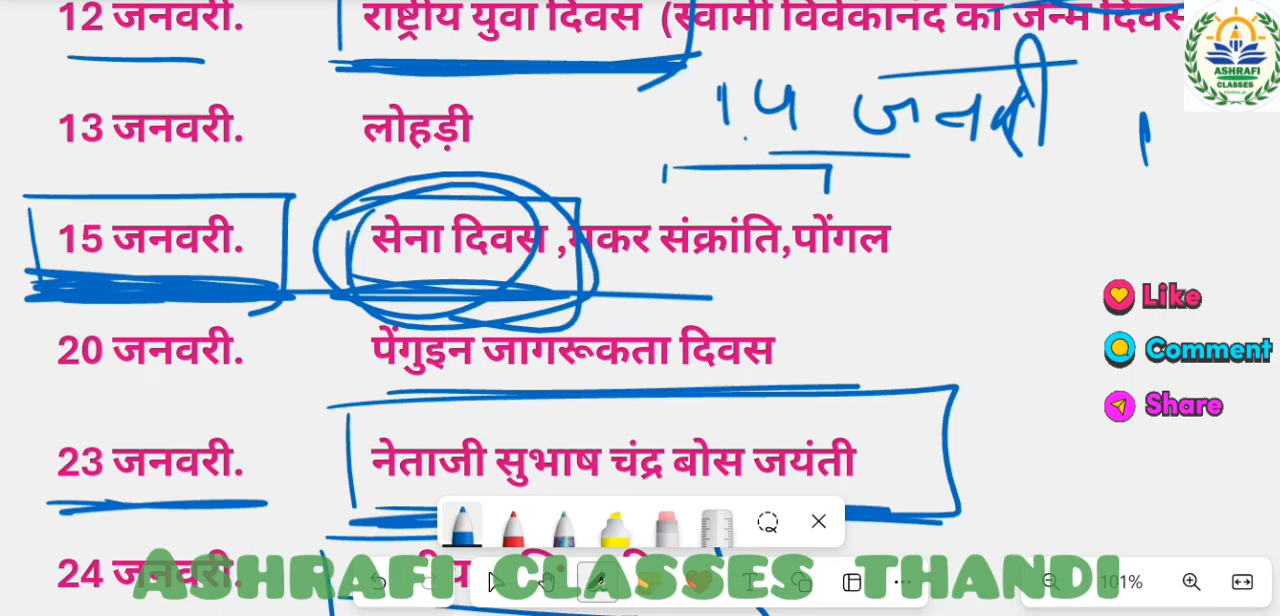 12 जनवरी. राष्ट्रीय युवा दिवस (स्वामी विवेकानंद का जन्म दिवस
ASHRAFI
CLASSES
14 जनवरी
13 जनवरी. लोहड़ी
15 जनवरी. सेना दिवस ,मकर संक्रांति,पोंगल
Like
20 जनवरी. पेंगुइन जागरूकता दिवस
Comment
Share
23 जनवरी. नेताजी सुभाष चंद्र बोस जयंती
24 जनवरी.
ASHRAFI CLASSES THANDI
101%